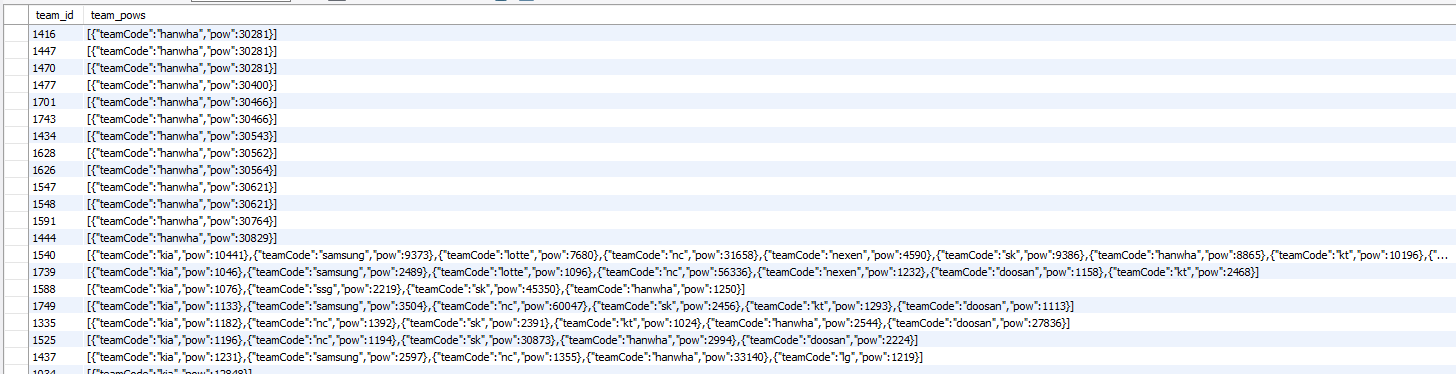 team_id team_pows
1416 [{"teamCode":"hanwha","pow":30281}]
1447 [{"teamCode":"hanwha","pow":30281}]
1470 [{"teamCode":"hanwha","pow":30281}]
1477 [{"teamCode":"hanwha","pow":30400}]
1701 [{"teamCode":"hanwha","pow":30466}]
1743 [{"teamCode":"hanwha","pow":30466}]
1434 [{"teamCode":"hanwha","pow":30543}]
1628 [{"teamCode":"hanwha","pow":30562}]
1626 [{"teamCode":"hanwha","pow":30564}]
1547 [{"teamCode":"hanwha","pow":30621}]
1548 [{"teamCode":"hanwha","pow":30621}]
1591 [{"teamCode":"hanwha","pow":30764}]
1444 [{"teamCode":"hanwha","pow":30829}]
1540 [{"teamCode":"kia","pow":10441},{"teamCode":"samsung","pow":9373},{"teamCode":"lotte","pow":7680},{"teamCode":"nc","pow":31658},{"teamCode":"nexen","pow":4590},{"teamCode":"sk","pow":9386},{"teamCode":"hanwha","pow":8865},{"teamCode":"kt","pow":10196},{"...
1739 [{"teamCode":"kia","pow":1046},{"teamCode":"samsung","pow":2489},{"teamCode":"lotte","pow":1096},{"teamCode":"nc","pow":56336},{"teamCode":"nexen","pow":1232},{"teamCode":"doosan","pow":1158},{"teamCode":"kt","pow":2468}]
1588 [{"teamCode":"kia","pow":1076},{"teamCode":"ssg","pow":2219},{"teamCode":"sk","pow":45350},{"teamCode":"hanwha","pow":1250}]
1749 [{"teamCode":"kia","pow":1133},{"teamCode":"samsung","pow":3504},{"teamCode":"nc","pow":60047},{"teamCode":"sk","pow":2456},{"teamCode":"kt","pow":1293},{"teamCode":"doosan","pow":1113}]
1335 [{"teamCode":"kia","pow":1182},{"teamCode":"nc","pow":1392},{"teamCode":"sk","pow":2391},{"teamCode":"kt","pow":1024},{"teamCode":"hanwha","pow":2544},{"teamCode":"doosan","pow":27836}]
1525 [{"teamCode":"kia","pow":1196},{"teamCode":"nc","pow":1194},{"teamCode":"sk","pow":30873},{"teamCode":"hanwha","pow":2994},{"teamCode":"doosan","pow":2224}]
1437 [{"teamCode":"kia","pow":1231},{"teamCode":"samsung","pow":2597},{"teamCode":"nc","pow":1355},{"teamCode":"hanwha","pow":33140},{"teamCode":"lg","pow":1219}]